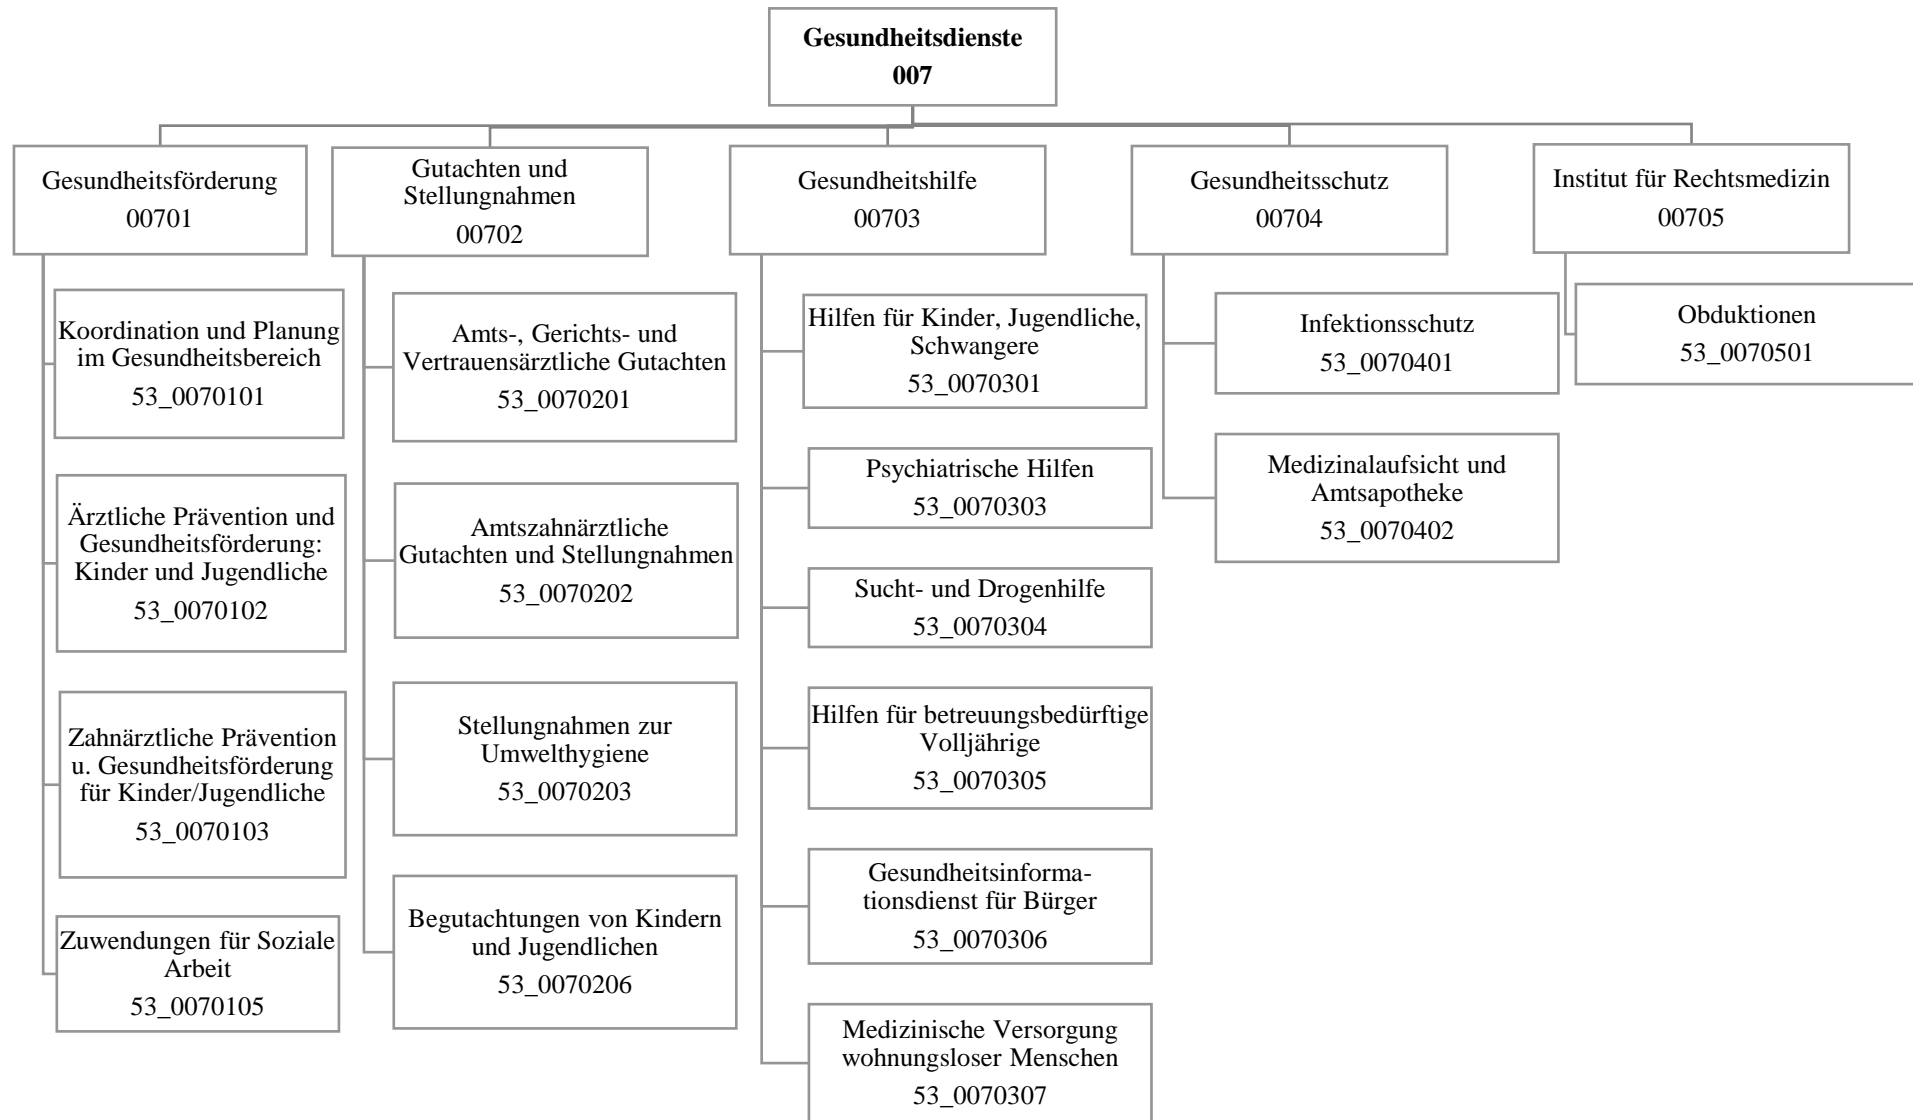 Gesundheitsdienste
007
Gesundheitsförderung
00701
Koordination und Planung
im Gesundheitsbereich
53_0070101
Ärztliche Prävention und
Gesundheitsförderung:
Kinder und Jugendliche
53_0070102
Zahnärztliche Prävention
u. Gesundheitsförderung
für Kinder/Jugendliche
53_0070103
Zuwendungen für Soziale
Arbeit
53_0070105
Gutachten und
Stellungnahmen
00702
Amts-, Gerichts- und
Vertrauensärztliche Gutachten
53_0070201
Amtszahnärztliche
Gutachten und Stellungnahmen
53_0070202
Stellungnahmen zur
Umwelthygiene
53_0070203
Begutachtungen von Kindern
und Jugendlichen
53_0070206
Gesundheitshilfe
00703
Hilfen für Kinder, Jugendliche,
Schwangere
53_0070301
Psychiatrische Hilfen
53_0070303
Sucht- und Drogenhilfe
53_0070304
Hilfen für betreuungsbedürftige
Volljährige
53_0070305
Gesundheitsinforma-
tionsdienst für Bürger
53_0070306
Medizinische Versorgung
wohnungsloser Menschen
53_0070307
Gesundheitsschutz
00704
Infektionsschutz
53_0070401
Medizinalaufsicht und
Amtsapotheke
53_0070402
Institut für Rechtsmedizin
00705
Obduktionen
53_0070501